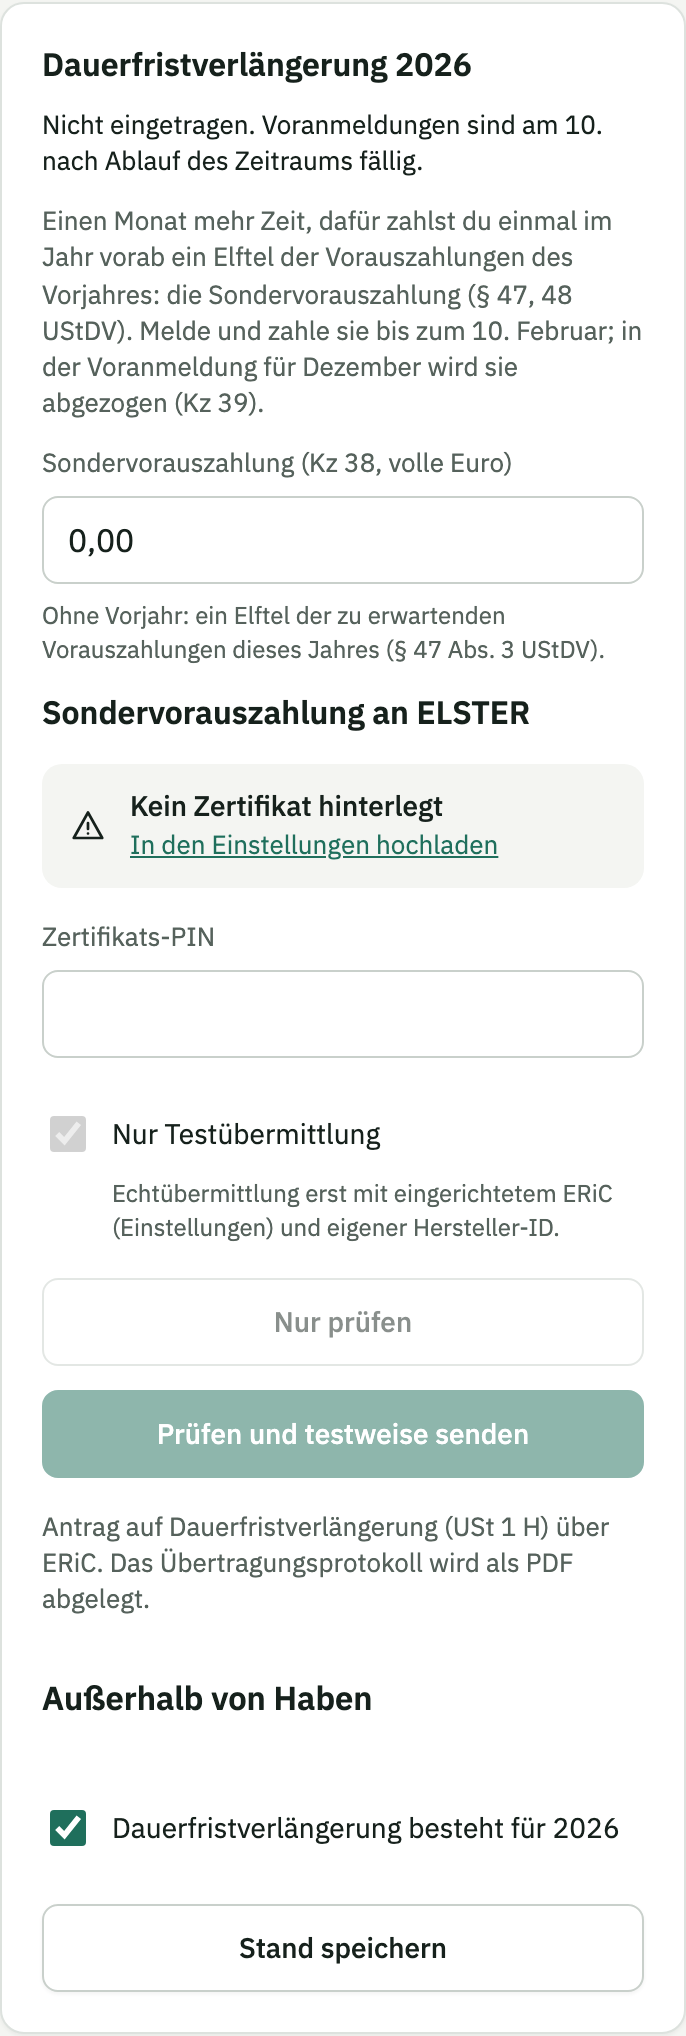 Dauerfristverlängerung 2026
Nicht eingetragen. Voranmeldungen sind am 10.
nach Ablauf des Zeitraums fällig.
Einen Monat mehr Zeit, dafür zahlst du einmal im
Jahr vorab ein Elftel der Vorauszahlungen des
Vorjahres: die Sondervorauszahlung (§ 47, 48
UStDV). Melde und zahle sie bis zum 10. Februar; in
der Voranmeldung für Dezember wird sie
abgezogen (Kz 39).
Sondervorauszahlung (Kz 38, volle Euro)
0,00
Ohne Vorjahr: ein Elftel der zu erwartenden
Vorauszahlungen dieses Jahres (§ 47 Abs. 3 UStDV).
Sondervorauszahlung an ELSTER
Kein Zertifikat hinterlegt
In den Einstellungen hochladen
Zertifikats-PIN
Nur Testübermittlung
Echtübermittlung erst mit eingerichtetem ERiC
(Einstellungen) und eigener Hersteller-ID.
Nur prüfen
Prüfen und testweise senden
Antrag auf Dauerfristverlängerung (USt 1 H) über
ERiC. Das Übertragungsprotokoll wird als PDF
abgelegt.
Außerhalb von Haben
Dauerfristverlängerung besteht für 2026
Stand speichern